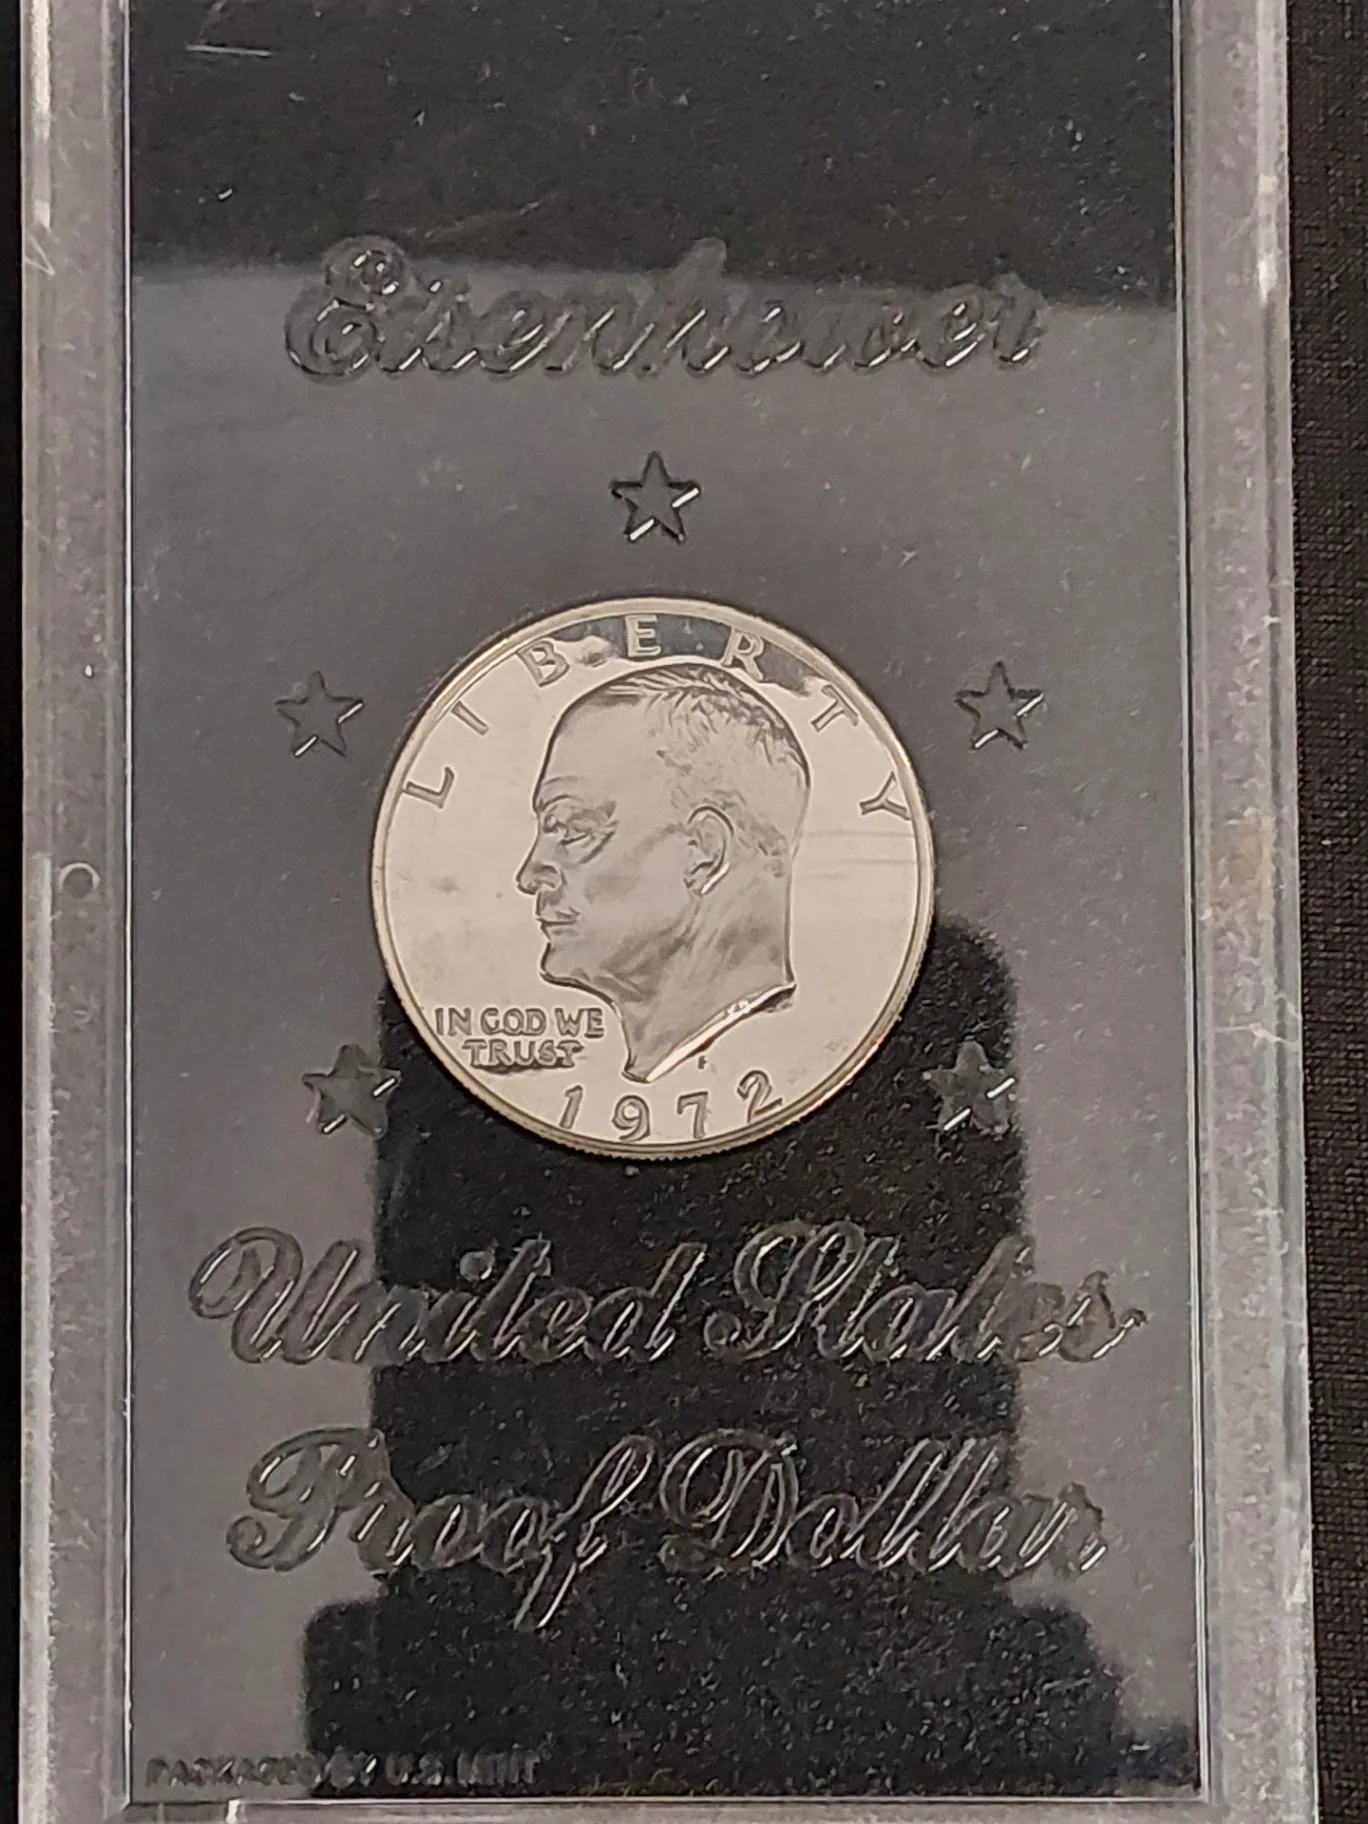 Eisenhower
LIBERTY
IN GOD WE
TRUST
S
1972
United States
Proof Dollar
PACKAGED BY U.S. MINT